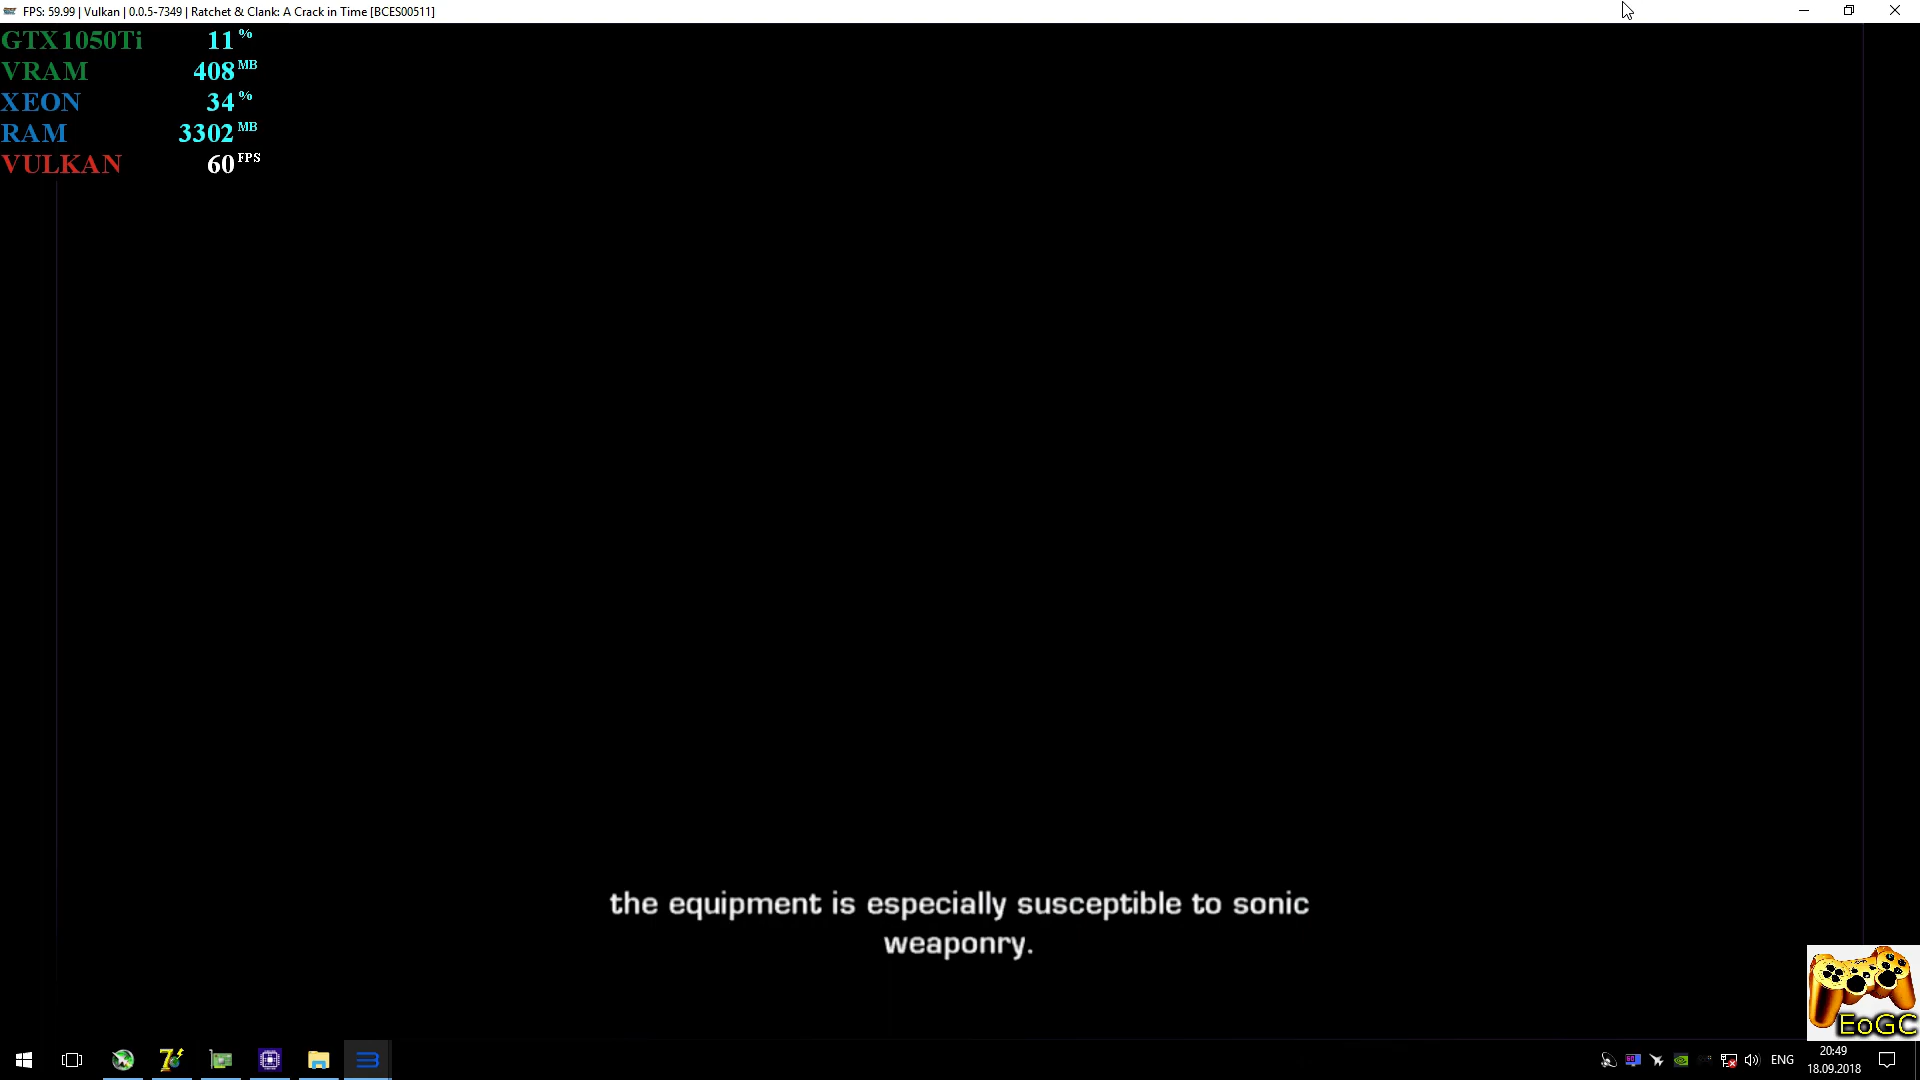 FPS: 59.99 | Vulkan | 0.0.5-7349 | Ratchet & Clank: A Crack in Time [BCES00511]
GTX1050Ti 11 %
VRAM 408 MB
XEON 34 %
RAM 3302 MB
VULKAN 60 FPS
the equipment is especially susceptible to sonic
weaponry.
EoGC
ENG
20:49
18.09.2018